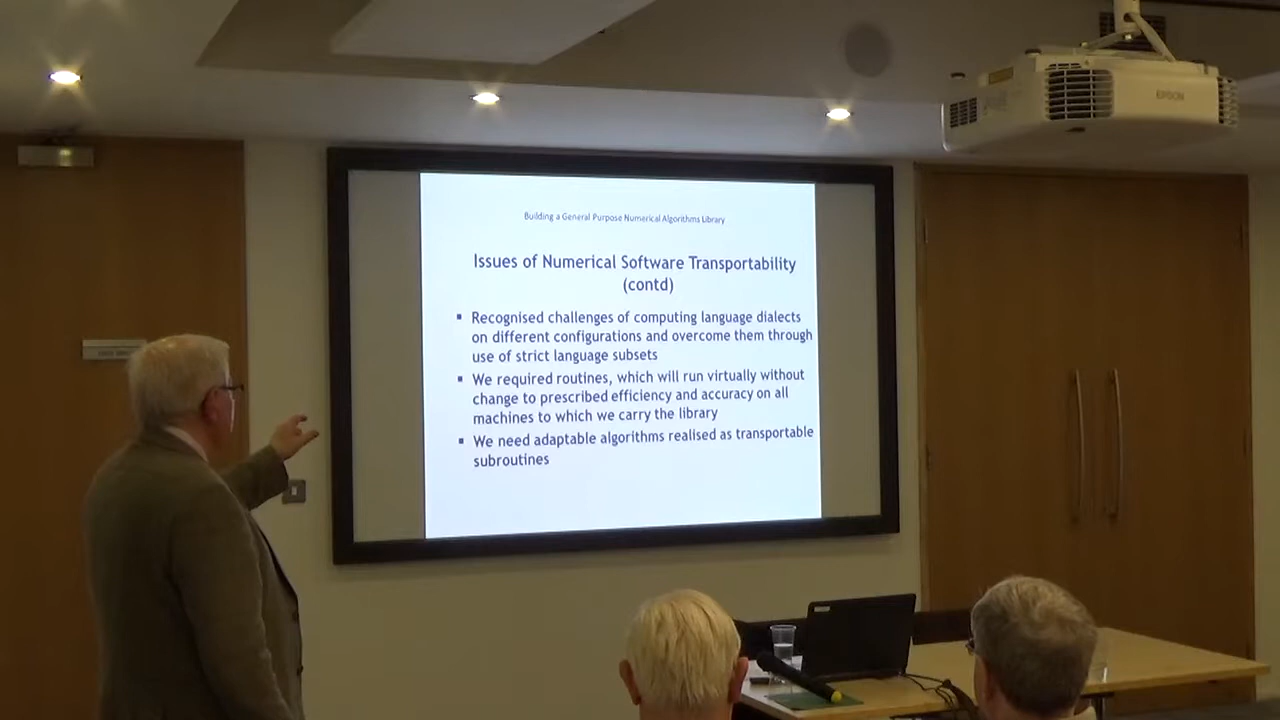 EPSON
Building a General Purpose Numerical Algorithms Library
Issues of Numerical Software Transportability
(contd)
▪ Recognised challenges of computing language dialects
on different configurations and overcome them through
use of strict language subsets
▪ We required routines, which will run virtually without
change to prescribed efficiency and accuracy on all
machines to which we carry the library
▪ We need adaptable algorithms realised as transportable
subroutines